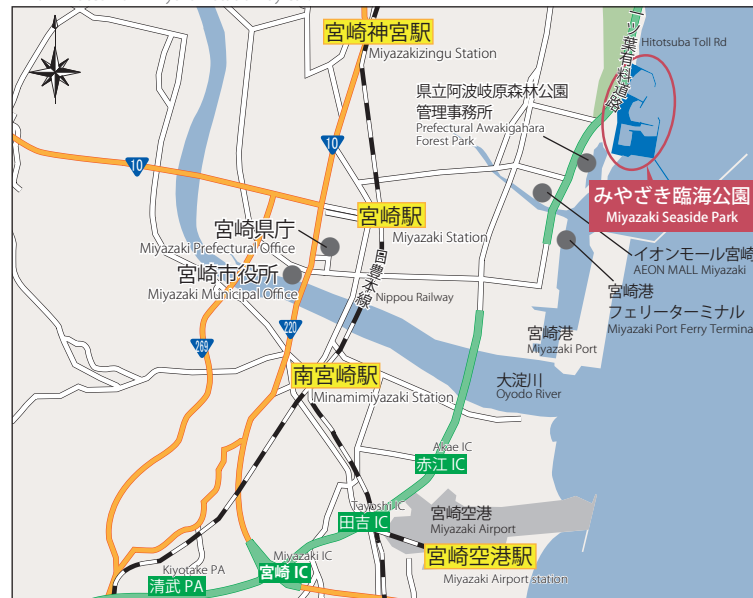 宮崎神宮駅
Miyazakizingu Station
一ツ葉有料道路
Hitotsuba Toll Rd
県立阿波岐原森林公園
管理事務所
Prefectural Awakigahara
Forest Park
10
10
みやざき臨海公園
Miyazaki Seaside Park
宮崎駅
Miyazaki Station
宮崎県庁
Miyazaki Prefectural Office
イオンモール宮崎
AEON MALL Miyazaki
宮崎市役所
Miyazaki Municipal Office
日豊本線
Nippou Railway
宮崎港
フェリーターミナル
Miyazaki Port Ferry Termina
220
269
宮崎港
Miyazaki Port
南宮崎駅
Minamimiyazaki Station
大淀川
Oyodo River
Akae IC
赤江 IC
Tayoshi IC
田吉 IC
宮崎空港
Miyazaki Airport
宮崎空港駅
Miyazaki Airport station
Miyazaki IC
宮崎 IC
Kiyotake PA
清武 PA